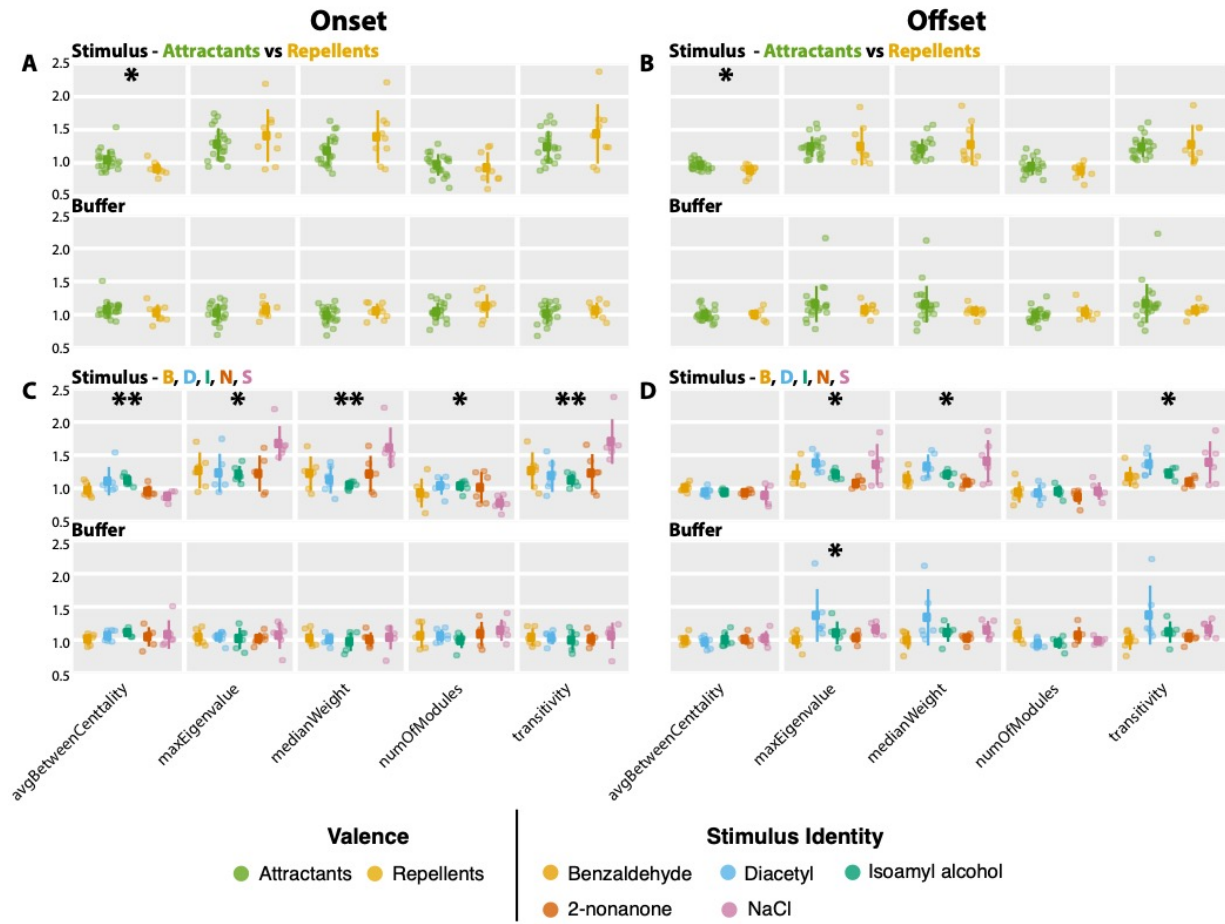 Onset
Offset
A
Stimulus - Attractants vs Repellents
B
Stimulus - Attractants vs Repellents
2.5
*
*
2.0
1.5
1.0
0.5
Buffer
Buffer
2.5
2.0
1.5
1.0
0.5
C
Stimulus - B, D, I, N, S
D
Stimulus - B, D, I, N, S
2.5
** * ** * **
* * *
2.0
1.5
1.0
0.5
Buffer
Buffer
2.5
*
2.0
1.5
1.0
0.5
avgBetweenCenttality
maxEigenvalue
medianWeight
numOfModules
transitivity
avgBetweenCenttality
maxEigenvalue
medianWeight
numOfModules
transitivity
Valence
Attractants Repellents
Stimulus Identity
Benzaldehyde Diacetyl Isoamyl alcohol
2-nonanone NaCl